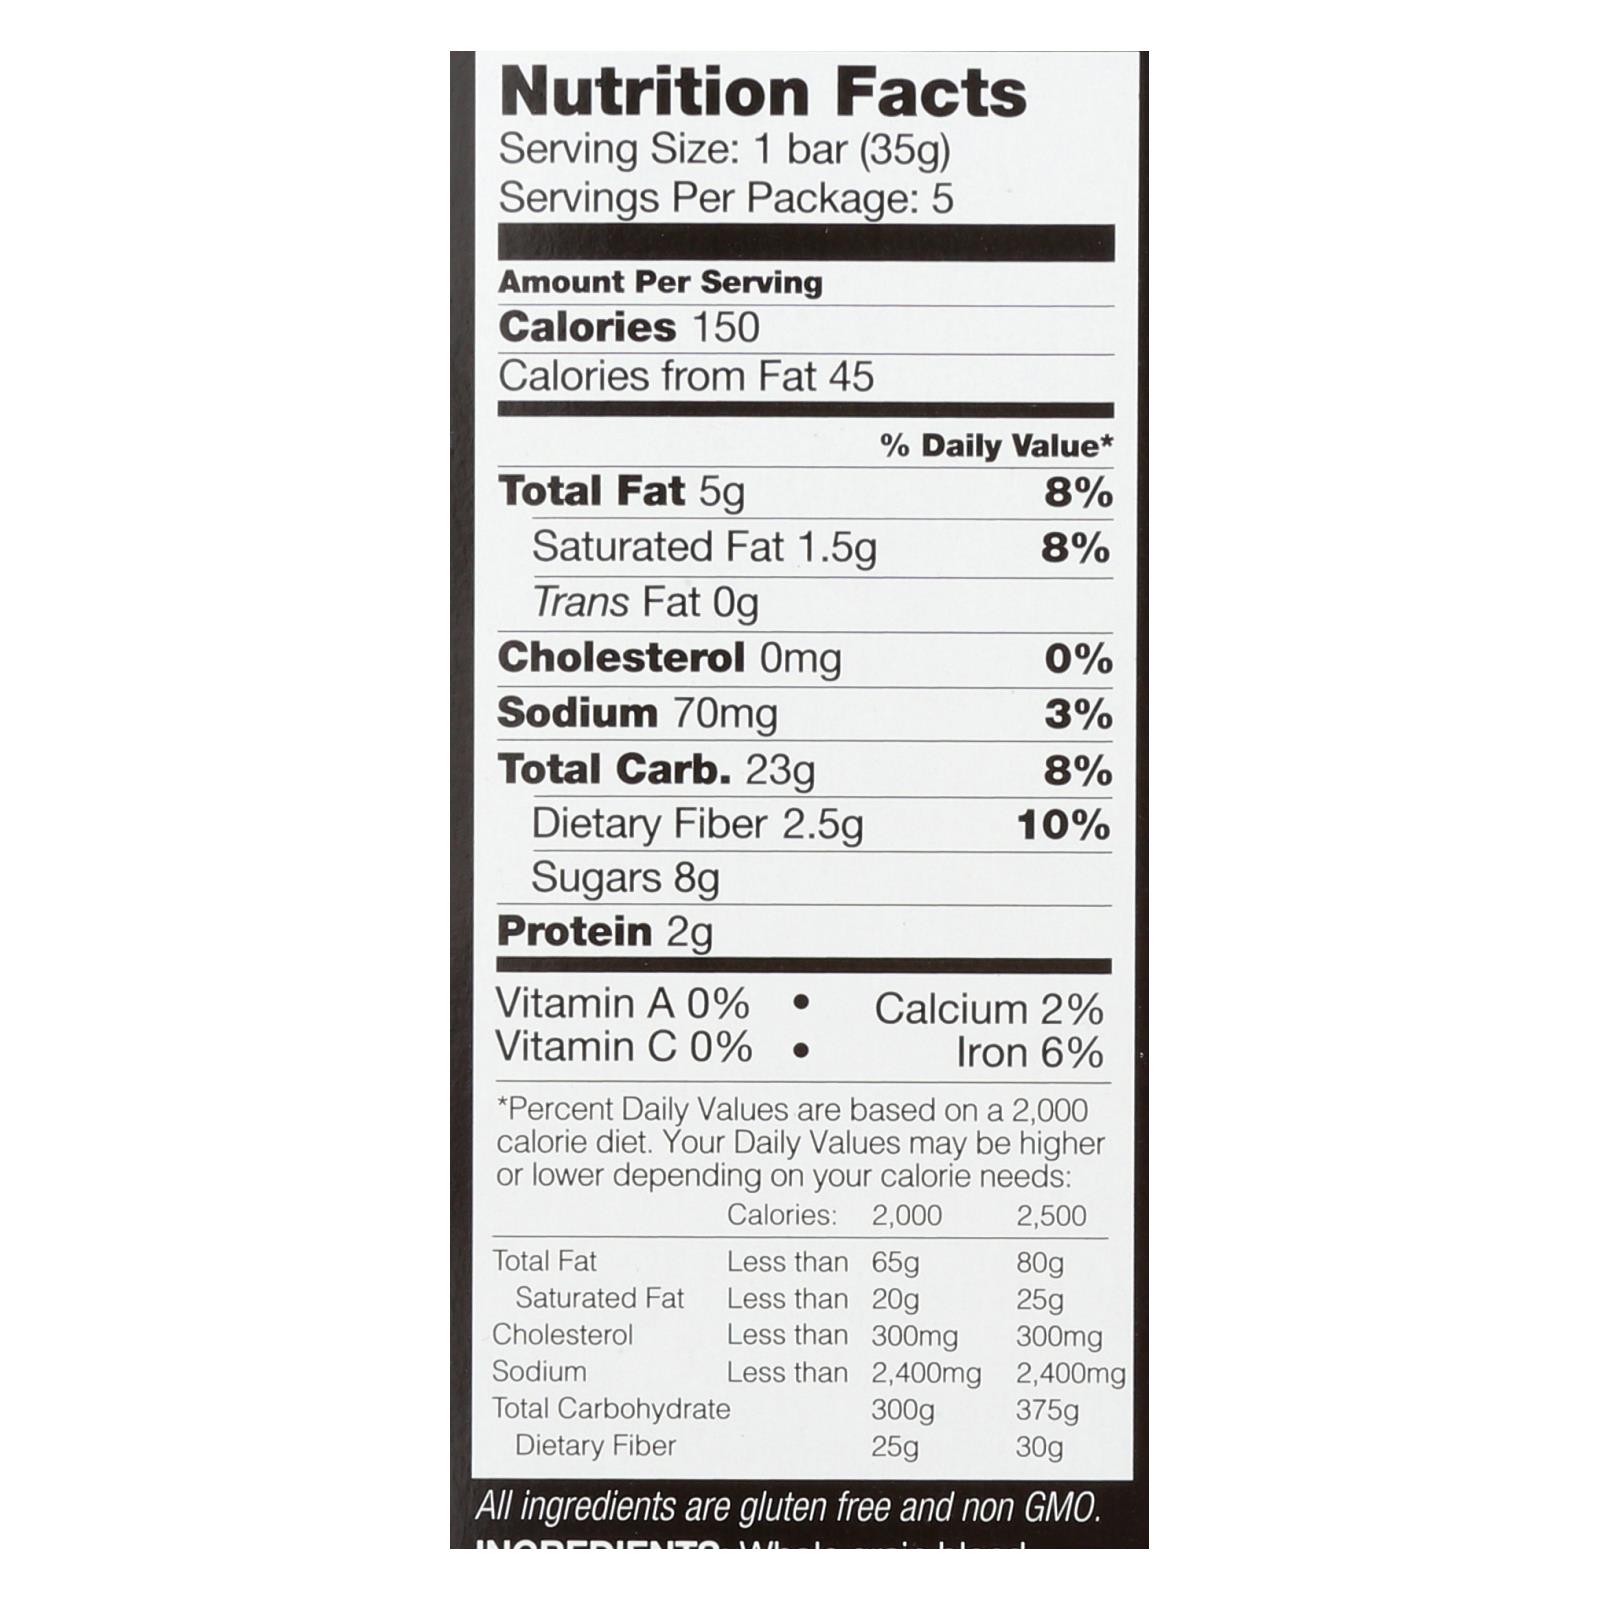 Nutrition Facts
Serving Size: 1 bar (35g)
Servings Per Package: 5
Amount Per Serving
Calories 150
Calories from Fat 45
% Daily Value*
Total Fat 5g 8%
Saturated Fat 1.5g 8%
Trans Fat 0g
Cholesterol 0mg 0%
Sodium 70mg 3%
Total Carb. 23g 8%
Dietary Fiber 2.5g 10%
Sugars 8g
Protein 2g
Vitamin A 0% • Calcium 2%
Vitamin C 0% • Iron 6%
*Percent Daily Values are based on a 2,000
calorie diet. Your Daily Values may be higher
or lower depending on your calorie needs:
Calories: 2,000 2,500
Total Fat Less than 65g 80g
Saturated Fat Less than 20g 25g
Cholesterol Less than 300mg 300mg
Sodium Less than 2,400mg 2,400mg
Total Carbohydrate 300g 375g
Dietary Fiber 25g 30g
All ingredients are gluten free and non GMO.
INGREDIENTS: Whole grain blend